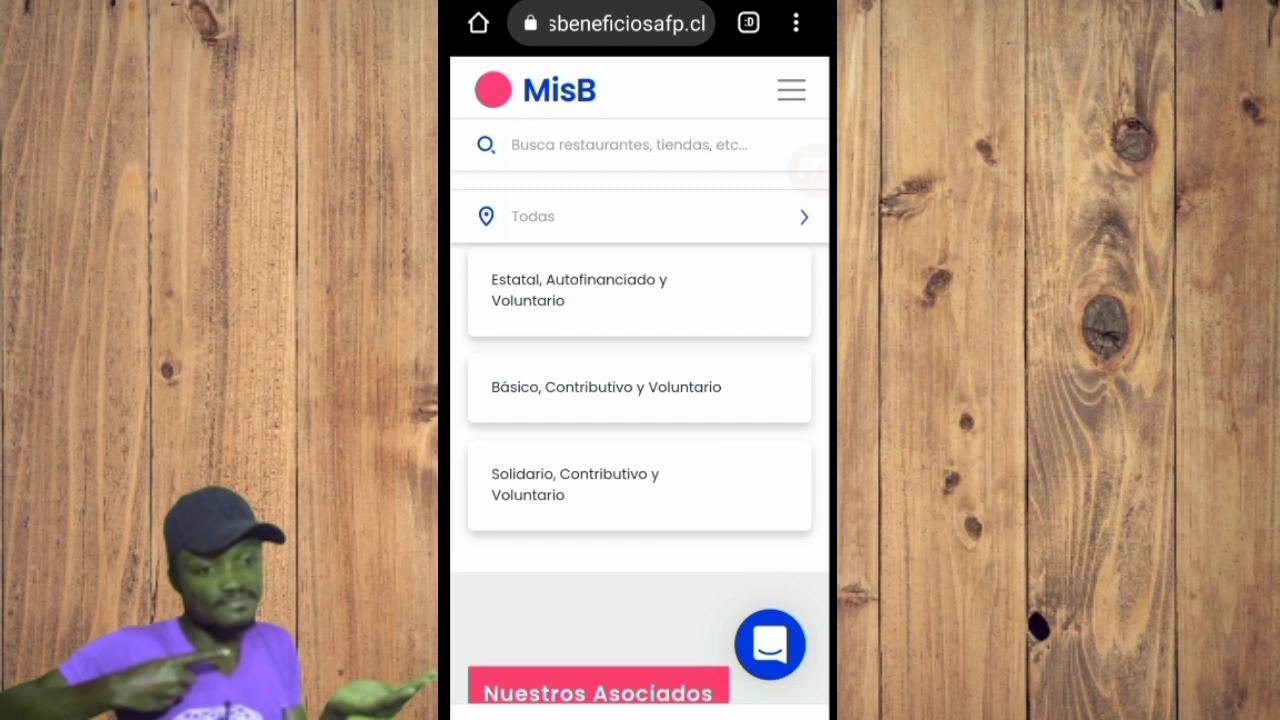 sbeneficiosafp.cl
:D
MisB
Busca restaurantes, tiendas, etc...
Todas
Estatal, Autofinanciado y
Voluntario
Básico, Contributivo y Voluntario
Solidario, Contributivo y
Voluntario
Nuestros Asociados